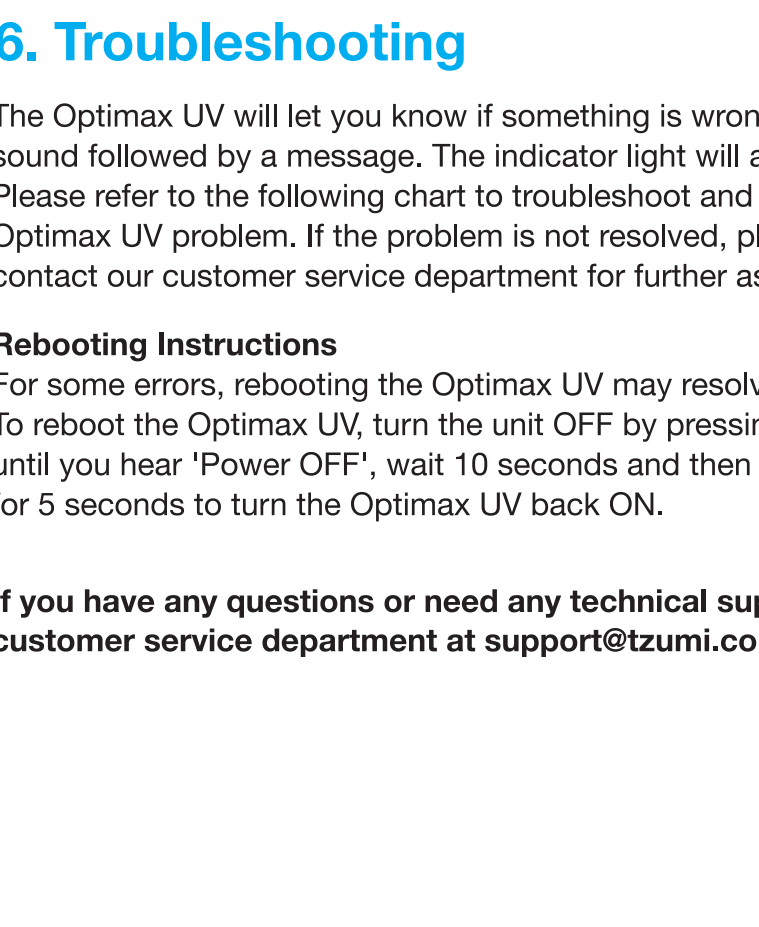 6. Troubleshooting
The Optimax UV will let you know if something is wron
sound followed by a message. The indicator light will a
Please refer to the following chart to troubleshoot and
Optimax UV problem. If the problem is not resolved, pl
contact our customer service department for further as
Rebooting Instructions
For some errors, rebooting the Optimax UV may resolv
To reboot the Optimax UV, turn the unit OFF by pressin
until you hear 'Power OFF', wait 10 seconds and then
for 5 seconds to turn the Optimax UV back ON.
If you have any questions or need any technical sup
customer service department at support@tzumi.co